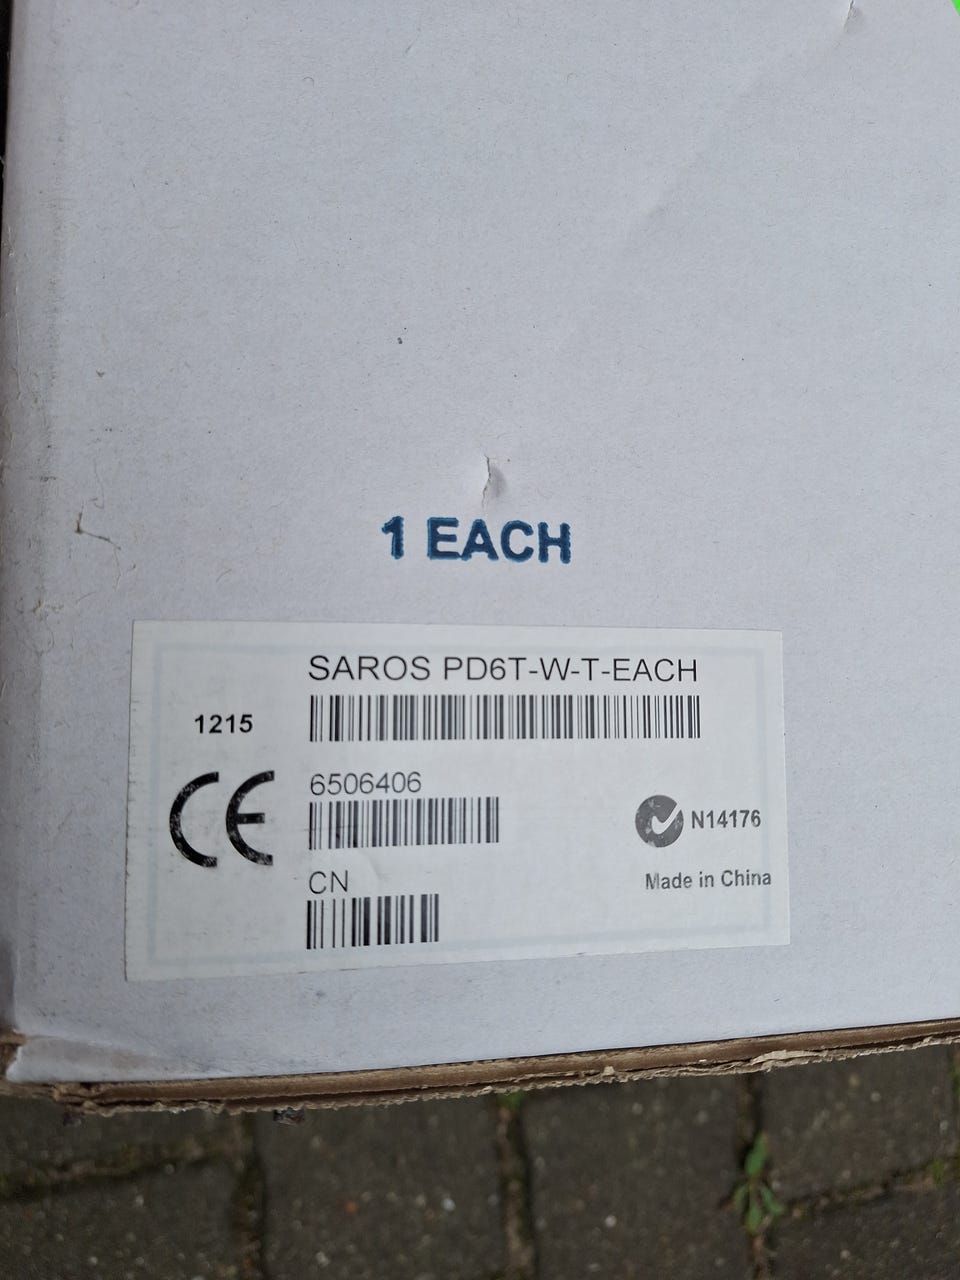 1 EACH
SAROS PD6T-W-T-EACH
1215
6506406
CE
N14176
CN
Made in China